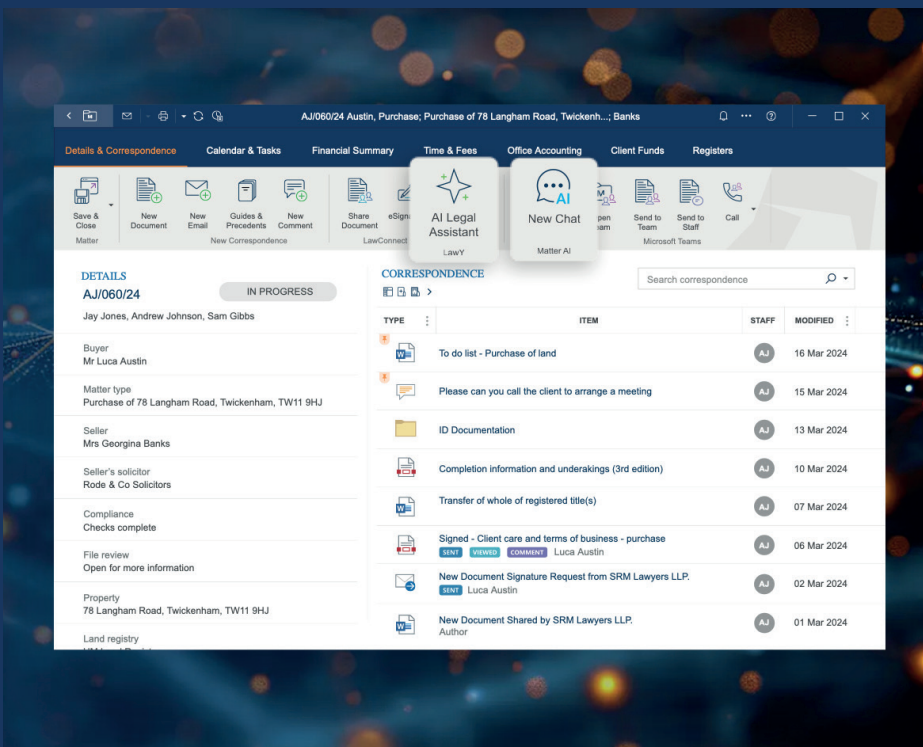 AJ/060/24 Austin, Purchase; Purchase of 78 Langham Road, Twickenh...; Banks
Details & Correspondence
Calendar & Tasks
Financial Summary
Time & Fees
Office Accounting
Client Funds
Registers
Save &
Close
New
Document
New
Email
Guides &
Precedents
New
Comment
Share
Document
eSign
AI Legal
Assistant
LawY
AI
New Chat
Matter AI
Send to
Team
Send to
Staff
Call
Matter
New Correspondence
LawConnect
Microsoft Teams
DETAILS
AJ/060/24
IN PROGRESS
Jay Jones, Andrew Johnson, Sam Gibbs
Buyer
Mr Luca Austin
Matter type
Purchase of 78 Langham Road, Twickenham, TW11 9HJ
Seller
Mrs Georgina Banks
Seller's solicitor
Rode & Co Solicitors
Compliance
Checks complete
File review
Open for more information
Property
78 Langham Road, Twickenham, TW11 9HJ
Land registry
CORRESPONDENCE
Search correspondence
TYPE
ITEM
STAFF
MODIFIED
To do list - Purchase of land
AJ
16 Mar 2024
Please can you call the client to arrange a meeting
AJ
15 Mar 2024
ID Documentation
AJ
13 Mar 2024
Completion information and underakings (3rd edition)
AJ
10 Mar 2024
Transfer of whole of registered title(s)
AJ
07 Mar 2024
Signed - Client care and terms of business - purchase
SENT VIEWED COMMENT Luca Austin
AJ
06 Mar 2024
New Document Signature Request from SRM Lawyers LLP.
SENT Luca Austin
AJ
02 Mar 2024
New Document Shared by SRM Lawyers LLP.
Author
AJ
01 Mar 2024